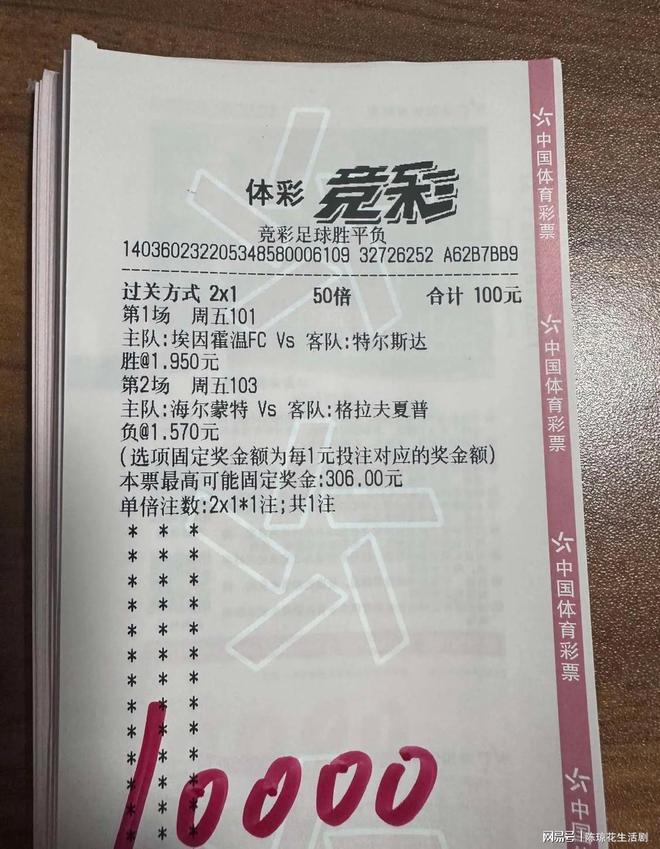 体彩 竞彩
竞彩足球胜平负
140360232205348580006109 32726252 A62B7BB9
过关方式 2x1 50倍 合计 100元
第1场 周五101
主队:埃因霍温FC Vs 客队:特尔斯达
胜@1.950元
第2场 周五103
主队:海尔蒙特 Vs 客队:格拉夫夏普
负@1.570元
(选项固定奖金额为每1元投注对应的奖金额)
本票最高可能固定奖金:306.00元
单倍注数:2x1*1注;共1注
* * *
* * *
* * *
* * *
* * *
* * *
* * *
* * *
* * *
* * *
* * *
* * *
* * *
10000
中国体育彩票
中国体育彩票
中国体育彩票
中国体
网易号 | 陈琼花生活剧